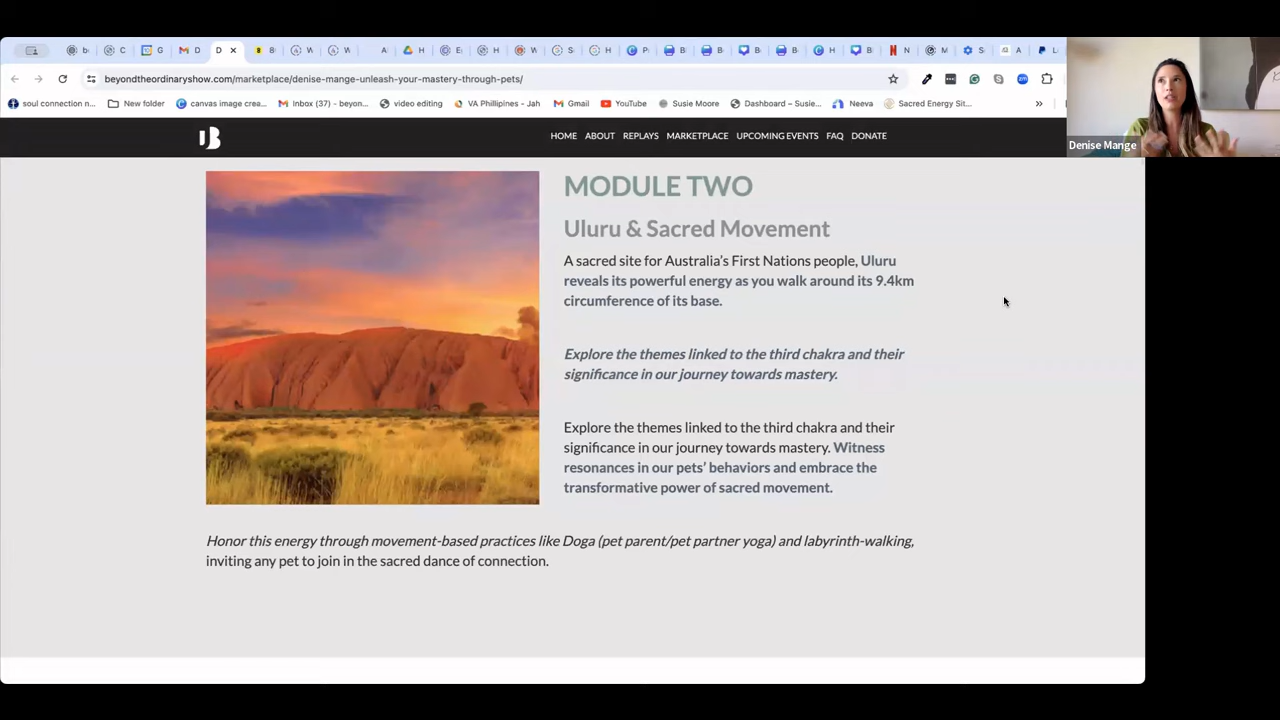 D
8
beyondtheordinaryshow.com/marketplace/denise-mange-unleash-your-mastery-through-pets/
soul connection n...
New folder
canvas image crea...
Inbox (37) – beyon...
video editing
VA Phillipines - Jah
Gmail
YouTube
Susie Moore
Dashboard – Susie...
Neeva
Sacred Energy Sit...
»
Denise Mange
HOME ABOUT REPLAYS MARKETPLACE UPCOMING EVENTS FAQ DONATE
MODULE TWO
Uluru & Sacred Movement
A sacred site for Australia's First Nations people, Uluru
reveals its powerful energy as you walk around its 9.4km
circumference of its base.
Explore the themes linked to the third chakra and their
significance in our journey towards mastery.
Explore the themes linked to the third chakra and their
significance in our journey towards mastery. Witness
resonances in our pets' behaviors and embrace the
transformative power of sacred movement.
Honor this energy through movement-based practices like Doga (pet parent/pet partner yoga) and labyrinth-walking,
inviting any pet to join in the sacred dance of connection.